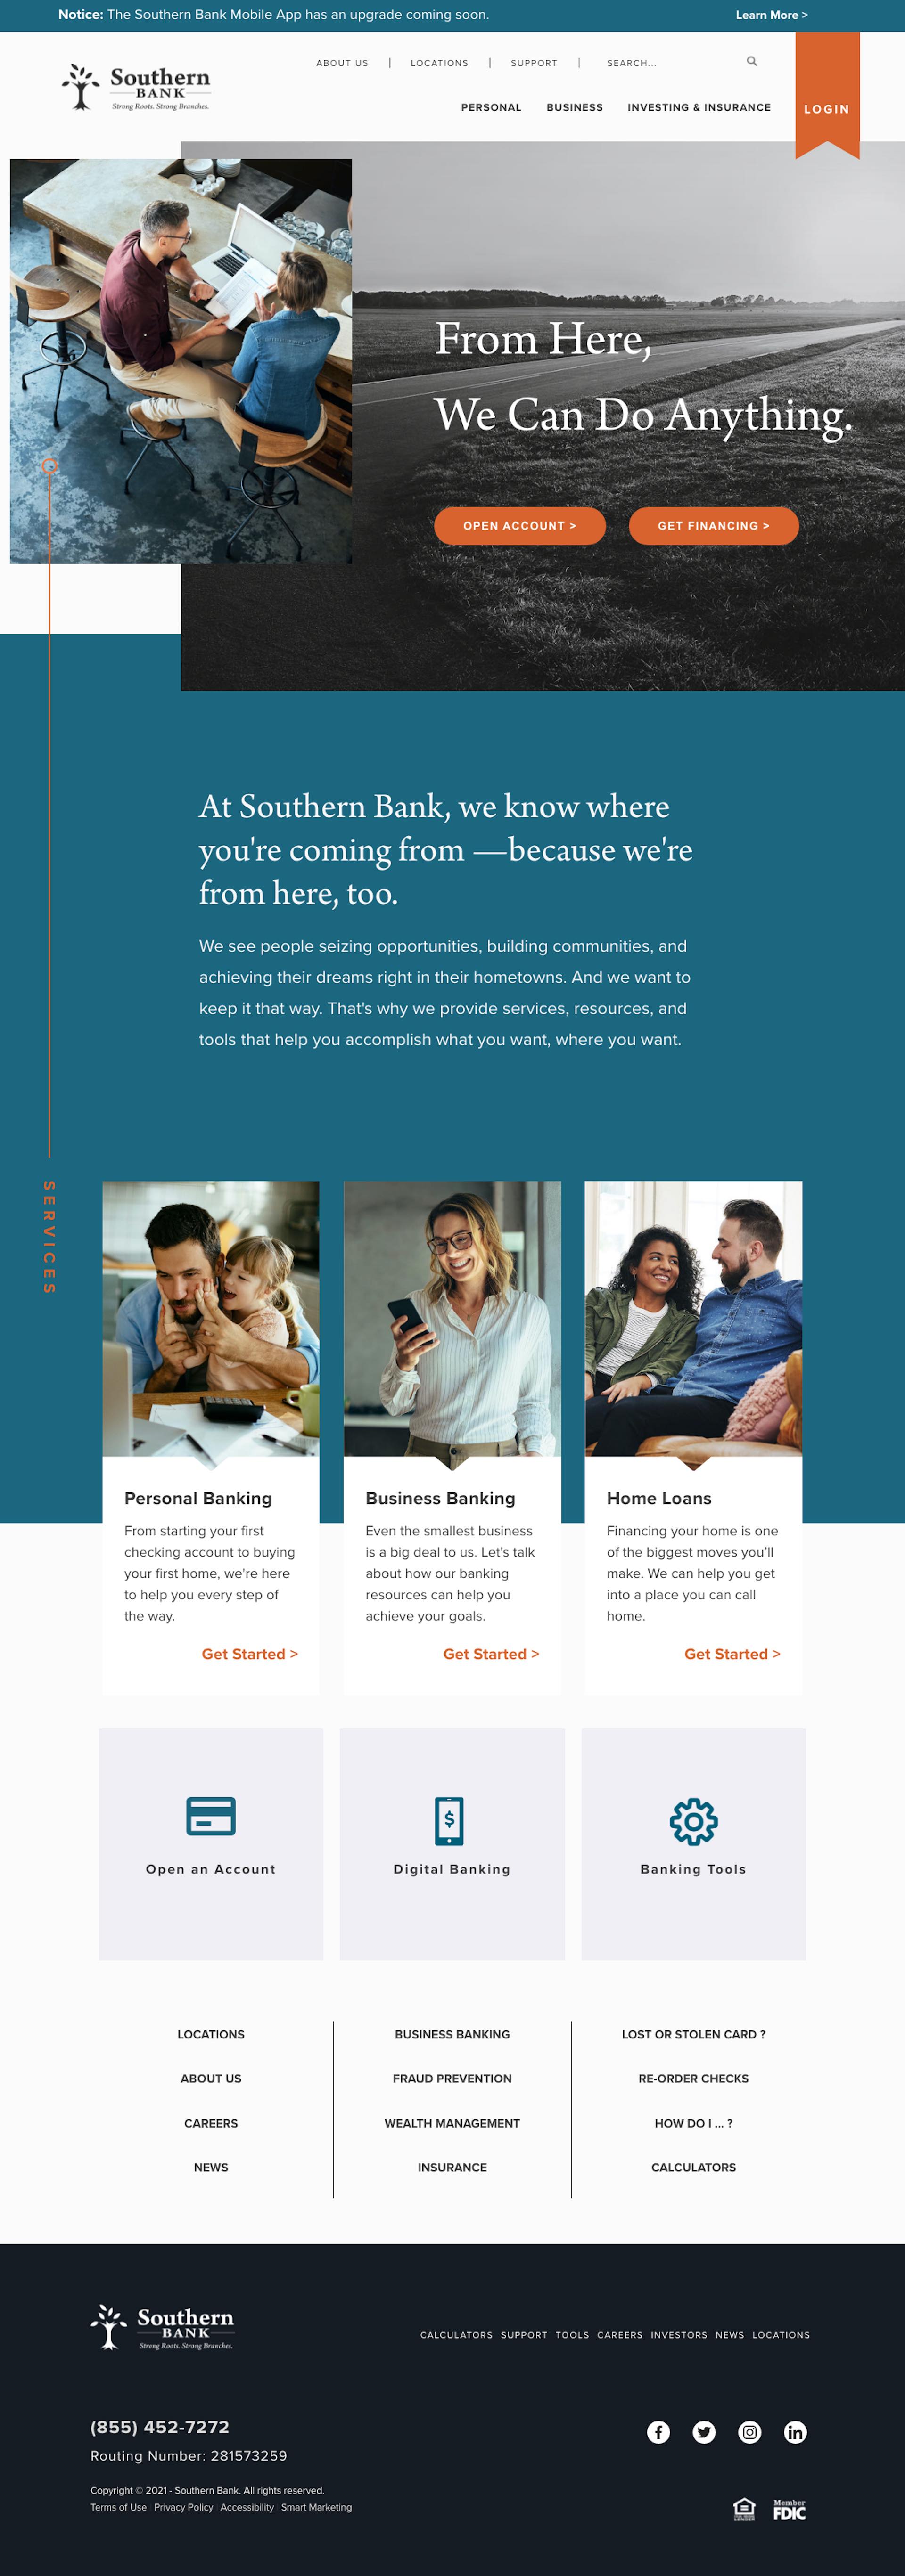 Notice: The Southern Bank Mobile App has an upgrade coming soon.
Learn More >
ABOUT US | LOCATIONS | SUPPORT | SEARCH...
Southern
BANK
Strong Roots. Strong Branches.
PERSONAL BUSINESS INVESTING & INSURANCE
LOGIN
From Here,
We Can Do Anything.
OPEN ACCOUNT >
GET FINANCING >
At Southern Bank, we know where
you're coming from —because we're
from here, too.
We see people seizing opportunities, building communities, and
achieving their dreams right in their hometowns. And we want to
keep it that way. That's why we provide services, resources, and
tools that help you accomplish what you want, where you want.
SERVICES
Personal Banking
From starting your first
checking account to buying
your first home, we're here
to help you every step of
the way.
Get Started >
Business Banking
Even the smallest business
is a big deal to us. Let's talk
about how our banking
resources can help you
achieve your goals.
Get Started >
Home Loans
Financing your home is one
of the biggest moves you'll
make. We can help you get
into a place you can call
home.
Get Started >
$
Open an Account
Digital Banking
Banking Tools
LOCATIONS
ABOUT US
CAREERS
NEWS
BUSINESS BANKING
FRAUD PREVENTION
WEALTH MANAGEMENT
INSURANCE
LOST OR STOLEN CARD ?
RE-ORDER CHECKS
HOW DO I ... ?
CALCULATORS
Southern
BANK
Strong Roots. Strong Branches.
CALCULATORS SUPPORT TOOLS CAREERS INVESTORS NEWS LOCATIONS
(855) 452-7272
Routing Number: 281573259
Copyright © 2021 - Southern Bank. All rights reserved.
Terms of Use Privacy Policy Accessibility Smart Marketing
Member
FDIC